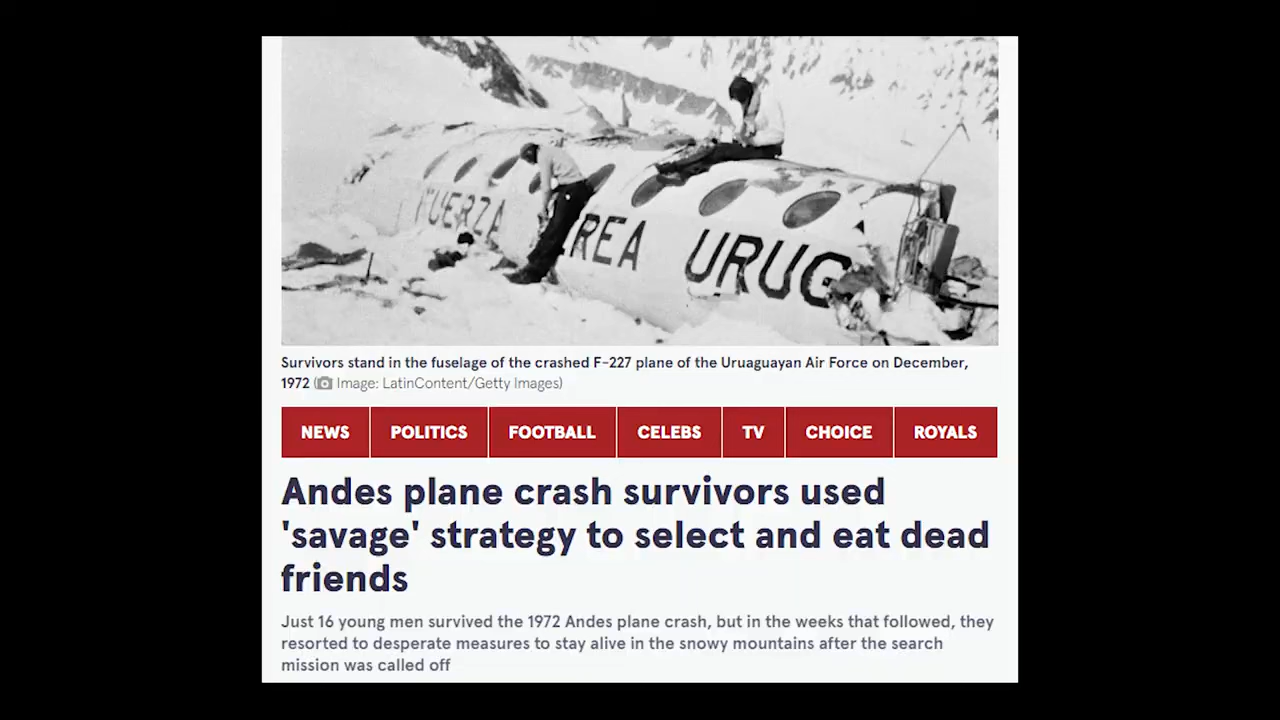 FUERZA
REA URUG
Survivors stand in the fuselage of the crashed F-227 plane of the Uruaguayan Air Force on December,
1972 (Image: LatinContent/Getty Images)
NEWS POLITICS FOOTBALL CELEBS TV CHOICE ROYALS
Andes plane crash survivors used
'savage' strategy to select and eat dead
friends
Just 16 young men survived the 1972 Andes plane crash, but in the weeks that followed, they
resorted to desperate measures to stay alive in the snowy mountains after the search
mission was called off